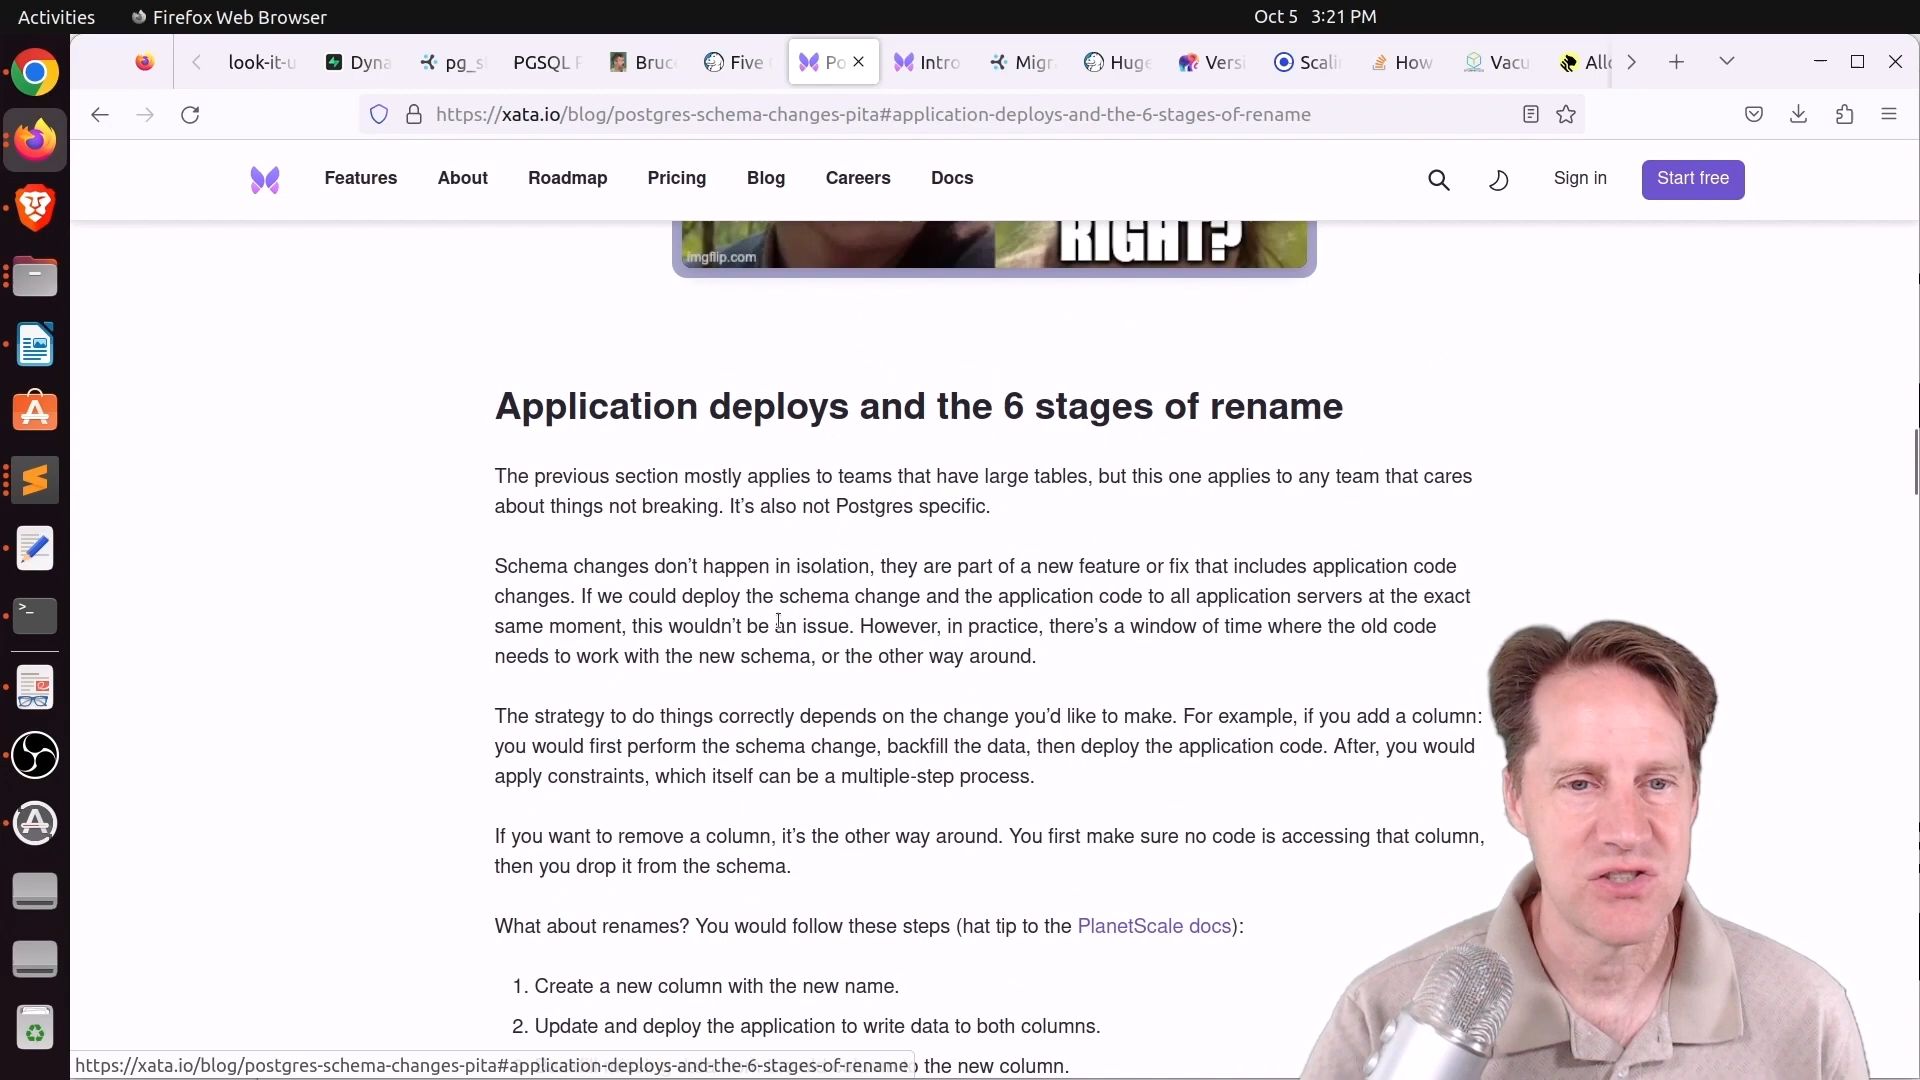 Activities
Firefox Web Browser
Oct 5 3:21 PM
look-it-u
Dyna
pg_s
PGSQL F
Bruc
Five
Po
Intro
Migr
Huge
Versi
Scali
How
Vacu
Allo
https://xata.io/blog/postgres-schema-changes-pita#application-deploys-and-the-6-stages-of-rename
Features
About
Roadmap
Pricing
Blog
Careers
Docs
Sign in
Start free
RIGHT?
imgflip.com
Application deploys and the 6 stages of rename
The previous section mostly applies to teams that have large tables, but this one applies to any team that cares
about things not breaking. It’s also not Postgres specific.
Schema changes don’t happen in isolation, they are part of a new feature or fix that includes application code
changes. If we could deploy the schema change and the application code to all application servers at the exact
same moment, this wouldn’t be an issue. However, in practice, there’s a window of time where the old code
needs to work with the new schema, or the other way around.
The strategy to do things correctly depends on the change you’d like to make. For example, if you add a column:
you would first perform the schema change, backfill the data, then deploy the application code. After, you would
apply constraints, which itself can be a multiple-step process.
If you want to remove a column, it’s the other way around. You first make sure no code is accessing that column,
then you drop it from the schema.
What about renames? You would follow these steps (hat tip to the PlanetScale docs):
1. Create a new column with the new name.
2. Update and deploy the application to write data to both columns.
the new column.
https://xata.io/blog/postgres-schema-changes-pita#application-deploys-and-the-6-stages-of-rename